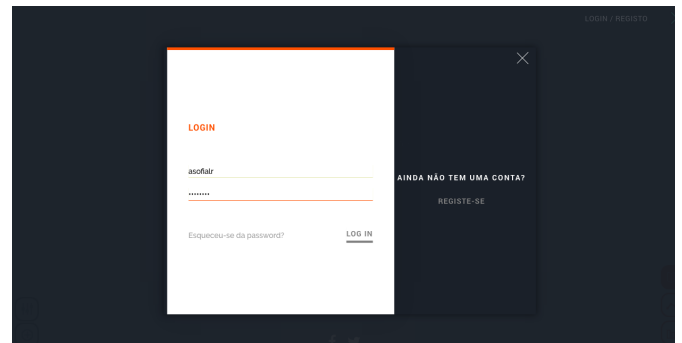 LOGIN / REGISTO
LOGIN
asofialr
••••••••
Esqueceu-se da password?
LOG IN
AINDA NÃO TEM UMA CONTA?
REGISTE-SE